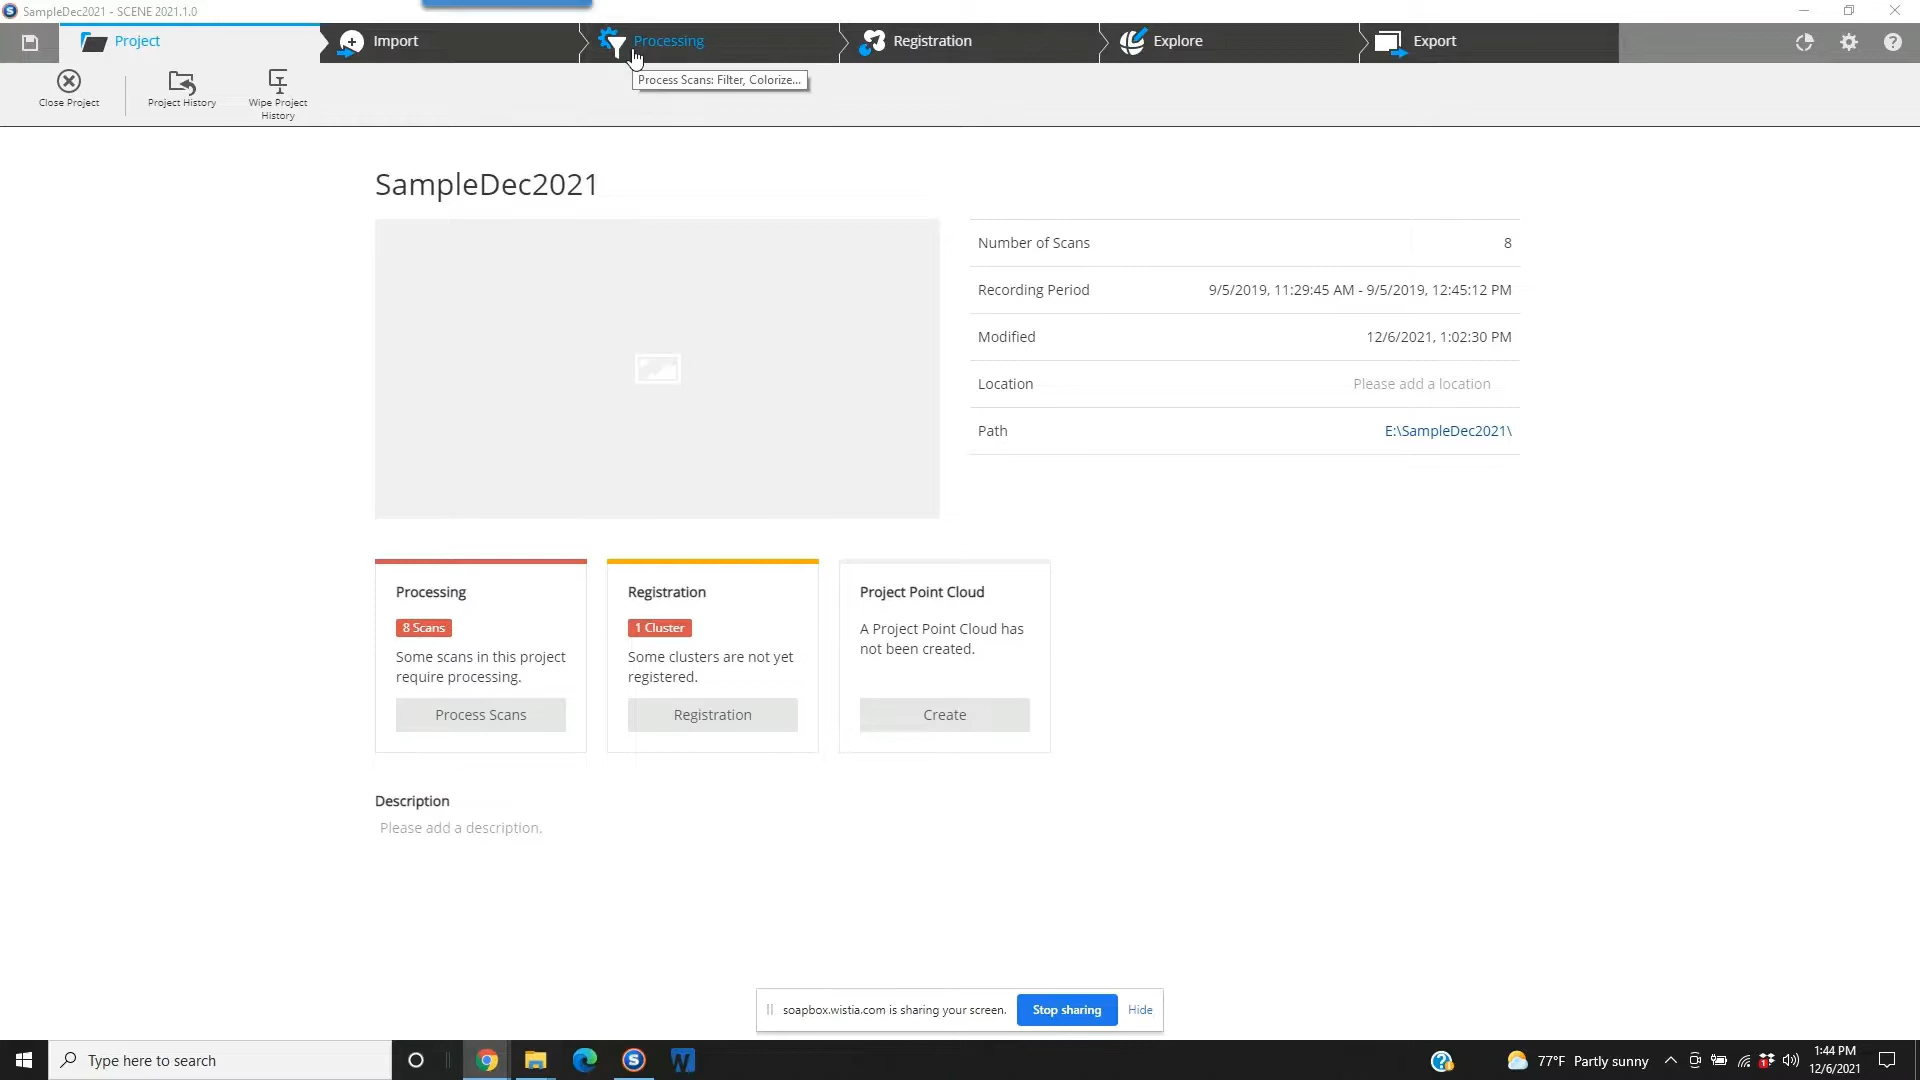 SampleDec2021 - SCENE 2021.1.0
Project
Import
Processing
Registration
Explore
Export
Process Scans: Filter, Colorize...
Close Project
Project History
Wipe Project
History
SampleDec2021
Number of Scans 8
Recording Period 9/5/2019, 11:29:45 AM - 9/5/2019, 12:45:12 PM
Modified 12/6/2021, 1:02:30 PM
Location Please add a location
Path E:\SampleDec2021\
Processing
8 Scans
Some scans in this project
require processing.
Process Scans
Registration
1 Cluster
Some clusters are not yet
registered.
Registration
Project Point Cloud
A Project Point Cloud has
not been created.
Create
Description
Please add a description.
soapbox.wistia.com is sharing your screen.
Stop sharing
Hide
Type here to search
77°F Partly sunny
1:44 PM
12/6/2021